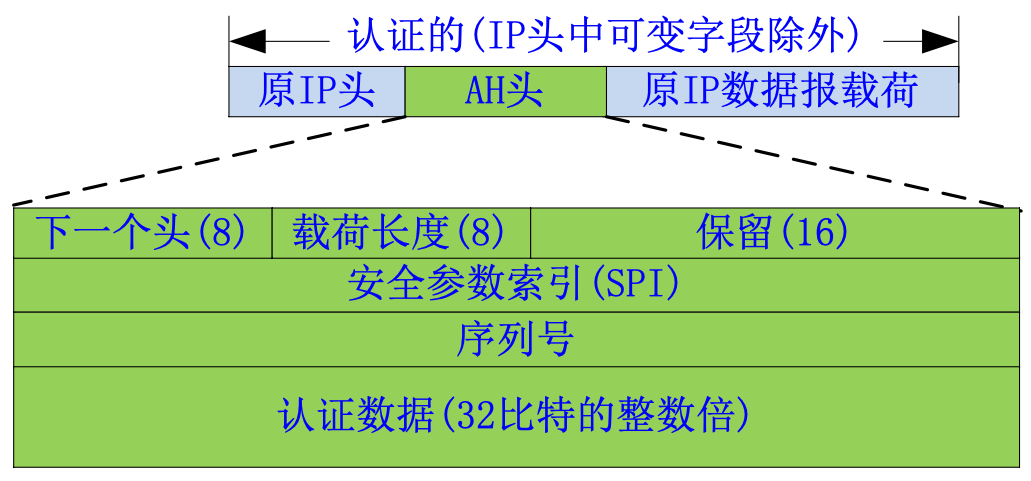 认证的(IP头中可变字段除外)
原IP头 AH头 原IP数据报载荷
下一个头(8) 载荷长度(8) 保留(16)
安全参数索引(SPI)
序列号
认证数据(32比特的整数倍)